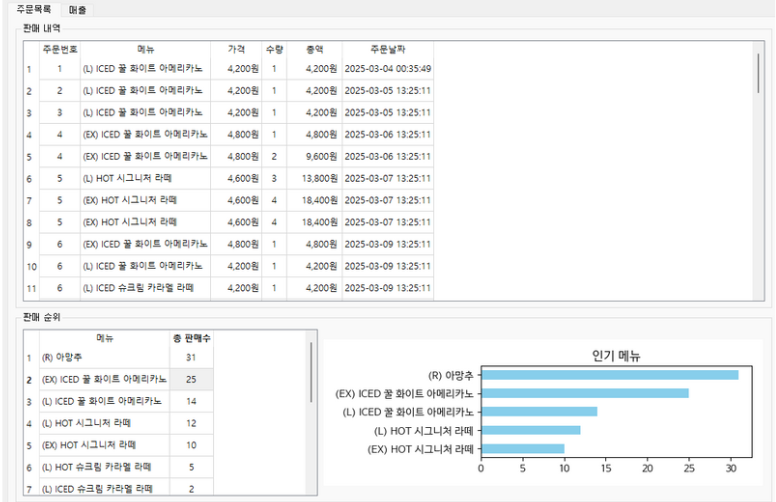 주문목록 매출
판매 내역
주문번호 메뉴 가격 수량 총액 주문날짜
1 1 (L) ICED 꿀 화이트 아메리카노 4,200원 1 4,200원 2025-03-04 00:35:49
2 2 (L) ICED 꿀 화이트 아메리카노 4,200원 1 4,200원 2025-03-05 13:25:11
3 3 (L) ICED 꿀 화이트 아메리카노 4,200원 1 4,200원 2025-03-05 13:25:11
4 4 (EX) ICED 꿀 화이트 아메리카노 4,800원 1 4,800원 2025-03-06 13:25:11
5 4 (EX) ICED 꿀 화이트 아메리카노 4,800원 2 9,600원 2025-03-06 13:25:11
6 5 (L) HOT 시그니처 라떼 4,600원 3 13,800원 2025-03-07 13:25:11
7 5 (EX) HOT 시그니처 라떼 4,600원 4 18,400원 2025-03-07 13:25:11
8 5 (EX) HOT 시그니처 라떼 4,600원 4 18,400원 2025-03-07 13:25:11
9 6 (EX) ICED 꿀 화이트 아메리카노 4,800원 1 4,800원 2025-03-09 13:25:11
10 6 (L) ICED 꿀 화이트 아메리카노 4,200원 1 4,200원 2025-03-09 13:25:11
11 6 (L) ICED 슈크림 카라멜 라떼 4,200원 1 4,200원 2025-03-09 13:25:11
판매 순위
메뉴 총 판매수
1 (R) 아망추 31
2 (EX) ICED 꿀 화이트 아메리카노 25
3 (L) ICED 꿀 화이트 아메리카노 14
4 (L) HOT 시그니처 라떼 12
5 (EX) HOT 시그니처 라떼 10
6 (L) HOT 슈크림 카라멜 라떼 5
7 (L) ICED 슈크림 카라멜 라떼 2
인기 메뉴
(R) 아망추
(EX) ICED 꿀 화이트 아메리카노
(L) ICED 꿀 화이트 아메리카노
(L) HOT 시그니처 라떼
(EX) HOT 시그니처 라떼
0 5 10 15 20 25 30